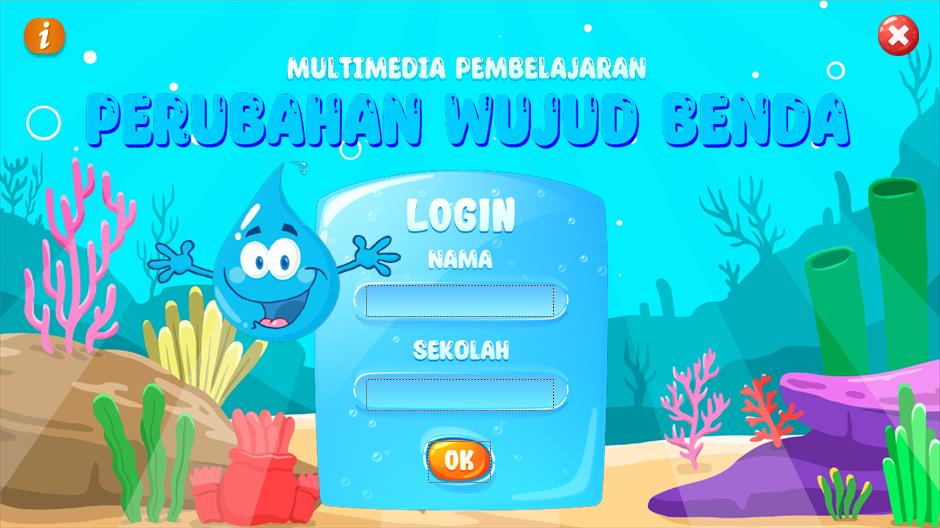 i
MULTIMEDIA PEMBELAJARAN
PERUBAHAN WUJUD BENDA
LOGIN
NAMA
SEKOLAH
OK